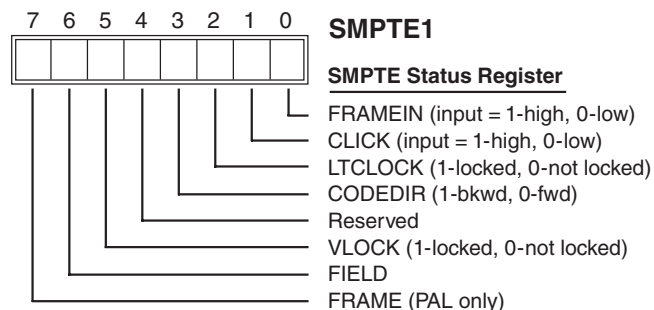 7 6 5 4 3 2 1 0
SMPTE1
SMPTE Status Register
FRAMEIN (input = 1-high, 0-low)
CLICK (input = 1-high, 0-low)
LTCLOCK (1-locked, 0-not locked)
CODEDIR (1-bkwd, 0-fwd)
Reserved
VLOCK (1-locked, 0-not locked)
FIELD
FRAME (PAL only)